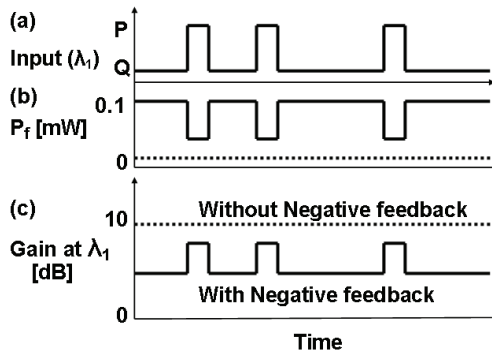 (a)
P
Input (λ1)
Q
(b)
0.1
Pf [mW]
0
(c)
10
Without Negative feedback
Gain at λ1
[dB]
With Negative feedback
0
Time